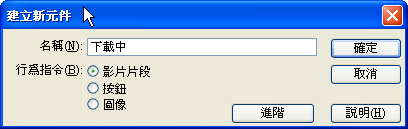 建立新元件
名稱(N): 下載中
確定
行為指令(B): 影片片段
取消
按鈕
圖像
進階
說明(H)